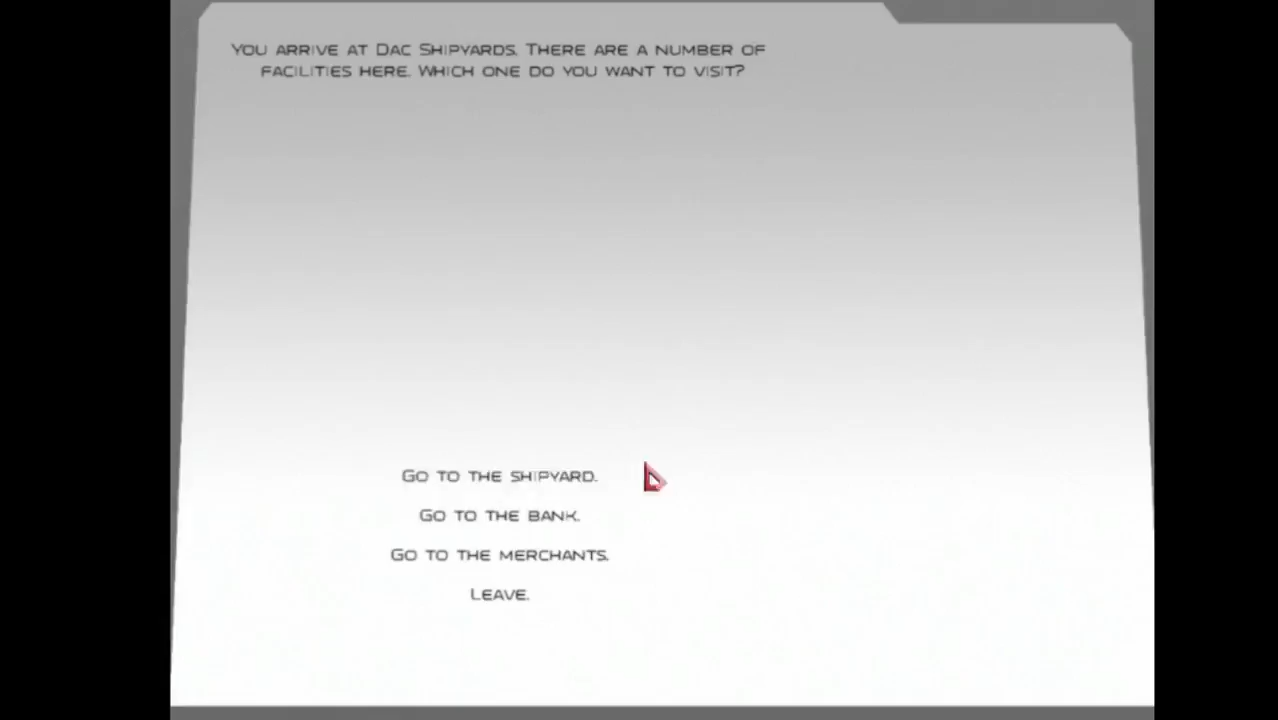 You arrive at Dac Shipyards. There are a number of
facilities here. Which one do you want to visit?
Go to the shipyard.
Go to the bank.
Go to the merchants.
Leave.